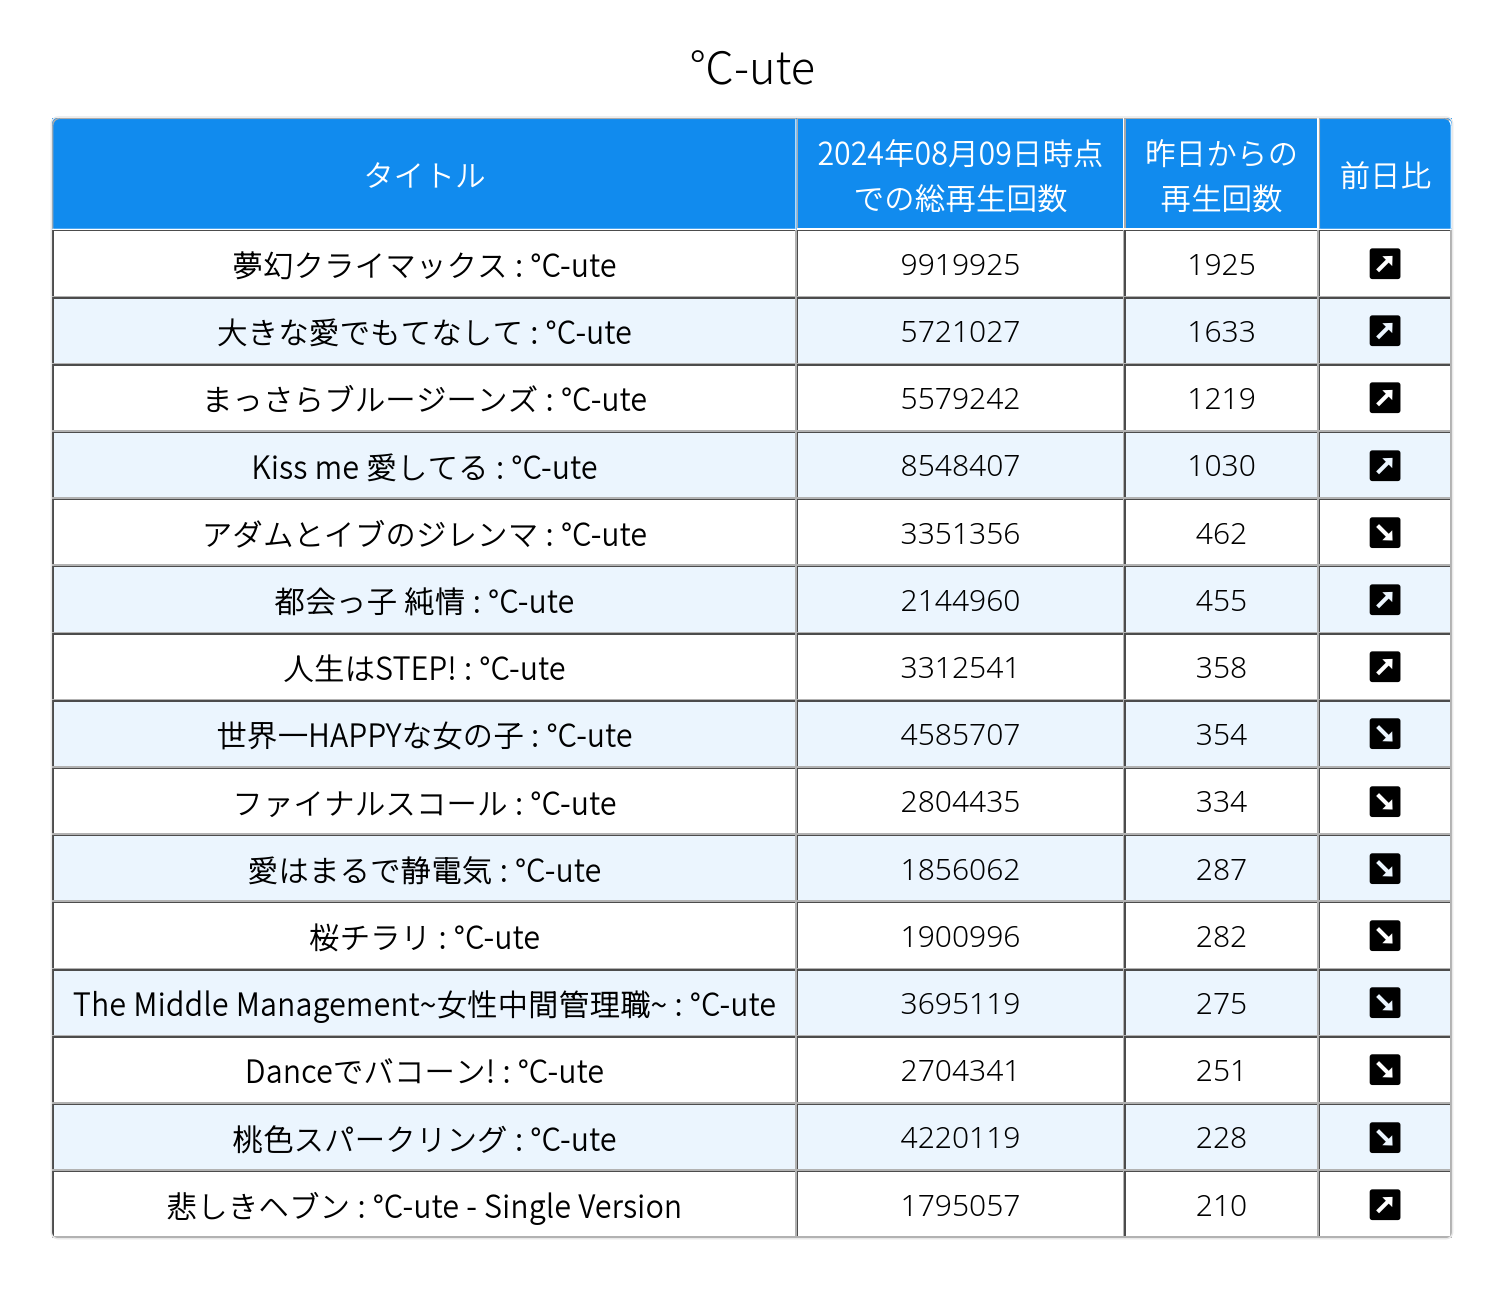 ℃-ute
タイトル 2024年08月09日時点での総再生回数 昨日からの再生回数 前日比
夢幻クライマックス : ℃-ute 9919925 1925 ↗
大きな愛でもてなして : ℃-ute 5721027 1633 ↗
まっさらブルージーンズ : ℃-ute 5579242 1219 ↗
Kiss me 愛してる : ℃-ute 8548407 1030 ↗
アダムとイブのジレンマ : ℃-ute 3351356 462 ↘
都会っ子 純情 : ℃-ute 2144960 455 ↗
人生はSTEP! : ℃-ute 3312541 358 ↗
世界一HAPPYな女の子 : ℃-ute 4585707 354 ↘
ファイナルスコール : ℃-ute 2804435 334 ↘
愛はまるで静電気 : ℃-ute 1856062 287 ↘
桜チラリ : ℃-ute 1900996 282 ↘
The Middle Management~女性中間管理職~ : ℃-ute 3695119 275 ↘
Danceでバコーン! : ℃-ute 2704341 251 ↘
桃色スパークリング : ℃-ute 4220119 228 ↘
悲しきヘブン : ℃-ute - Single Version 1795057 210 ↗